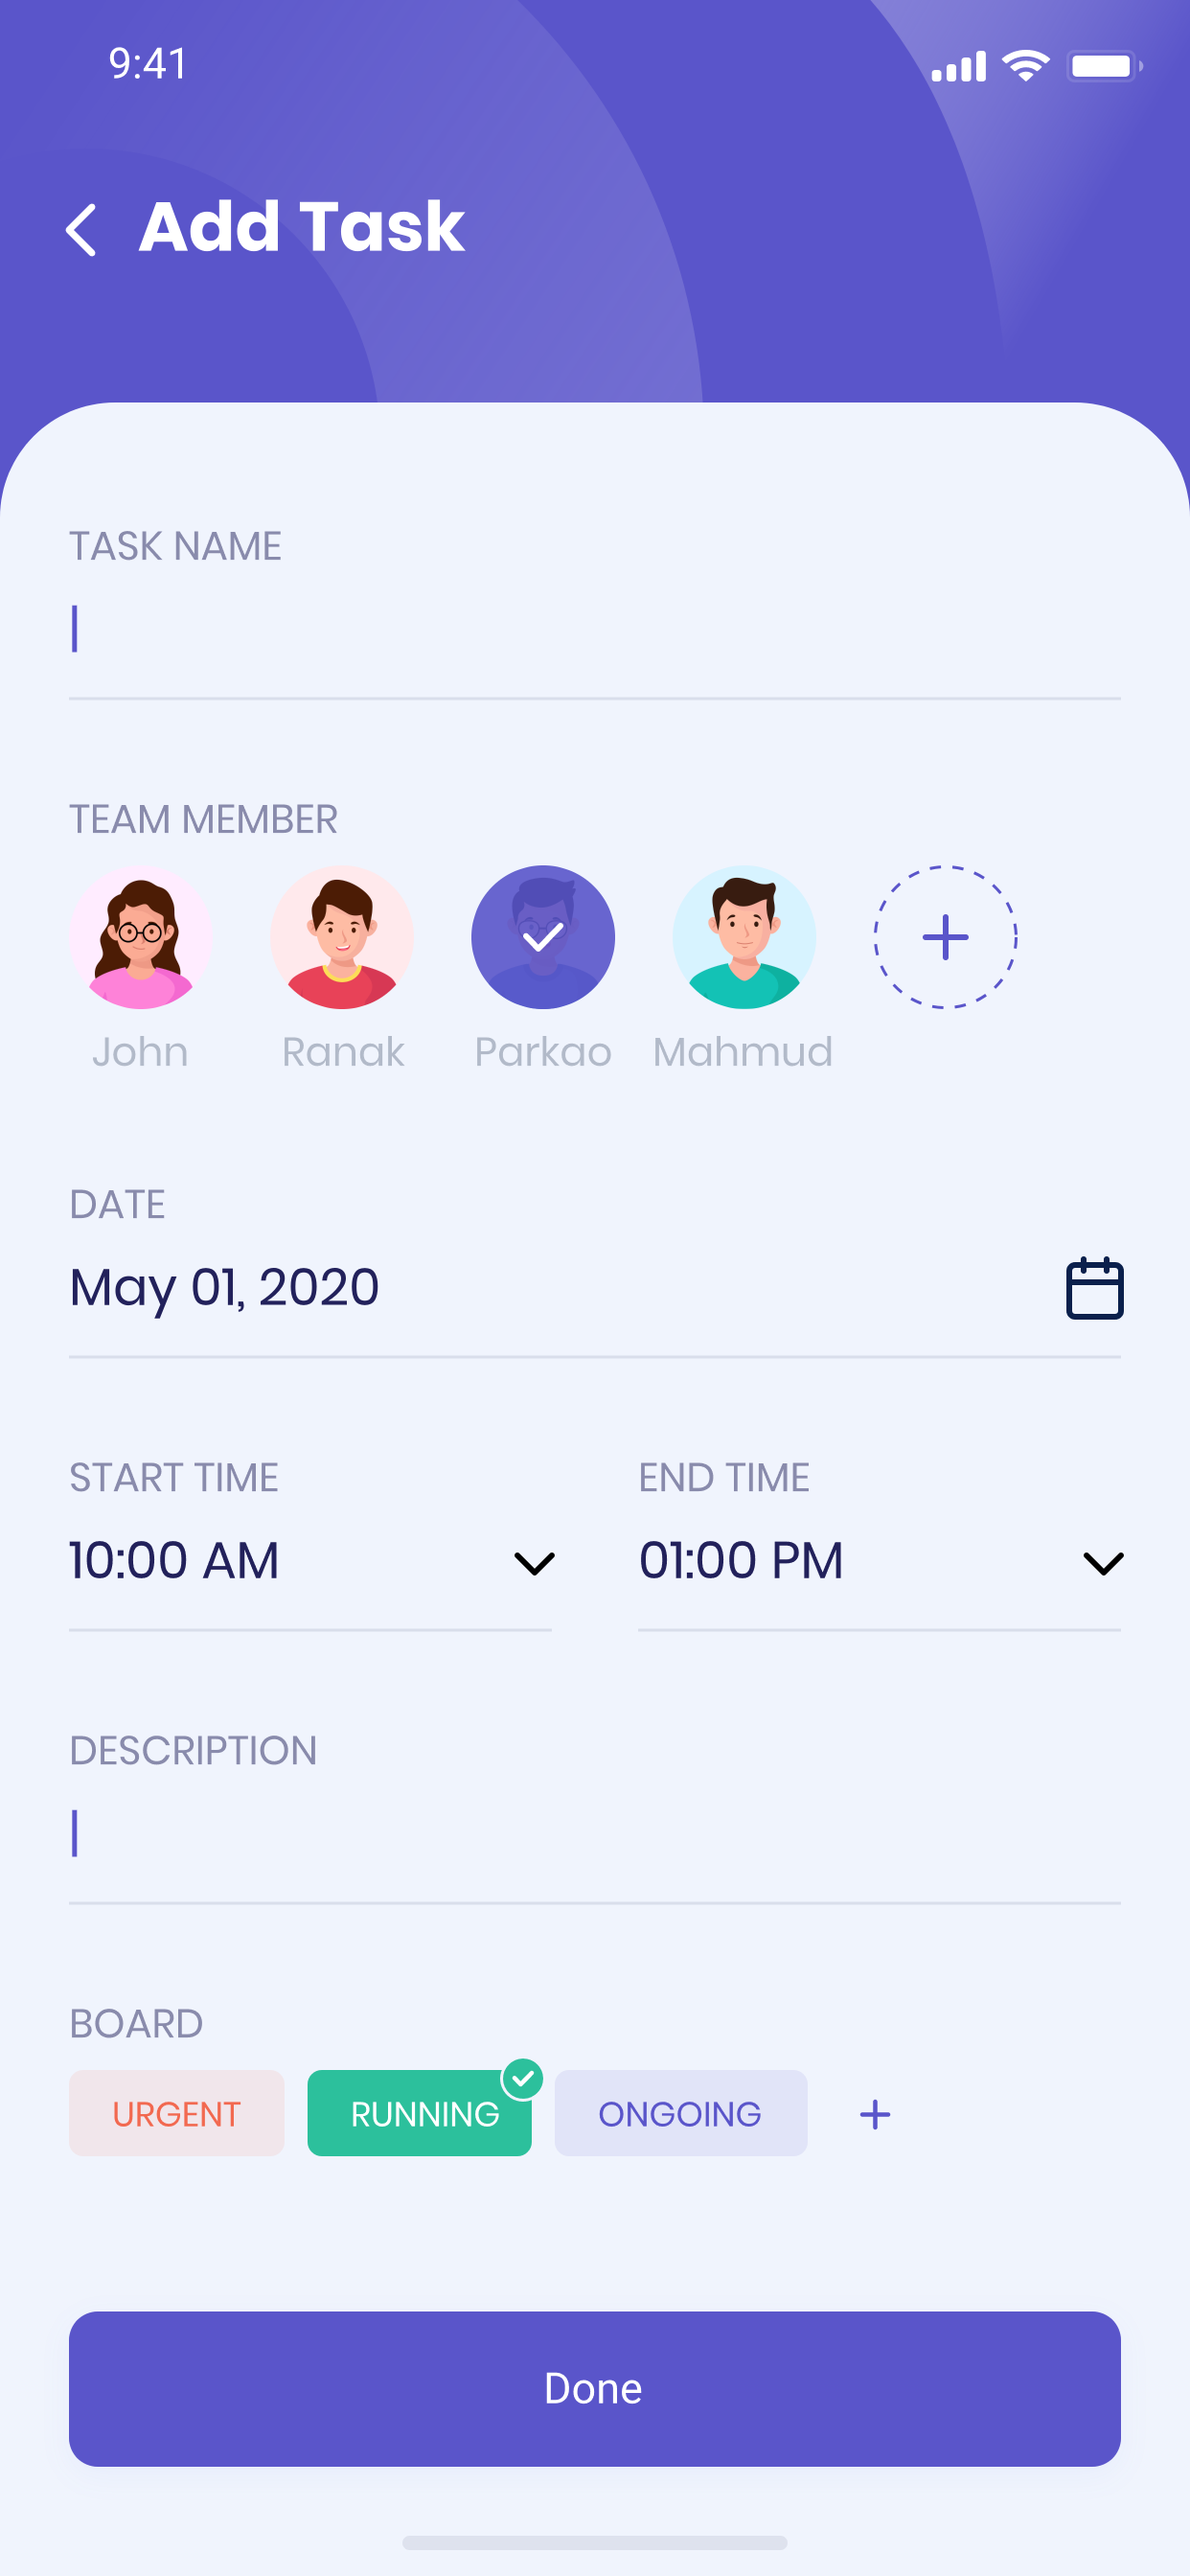 9:41
Add Task
TASK NAME
TEAM MEMBER
John Ranak Parkao Mahmud
DATE
May 01, 2020
START TIME END TIME
10:00 AM 01:00 PM
DESCRIPTION
BOARD
URGENT RUNNING ONGOING
Done